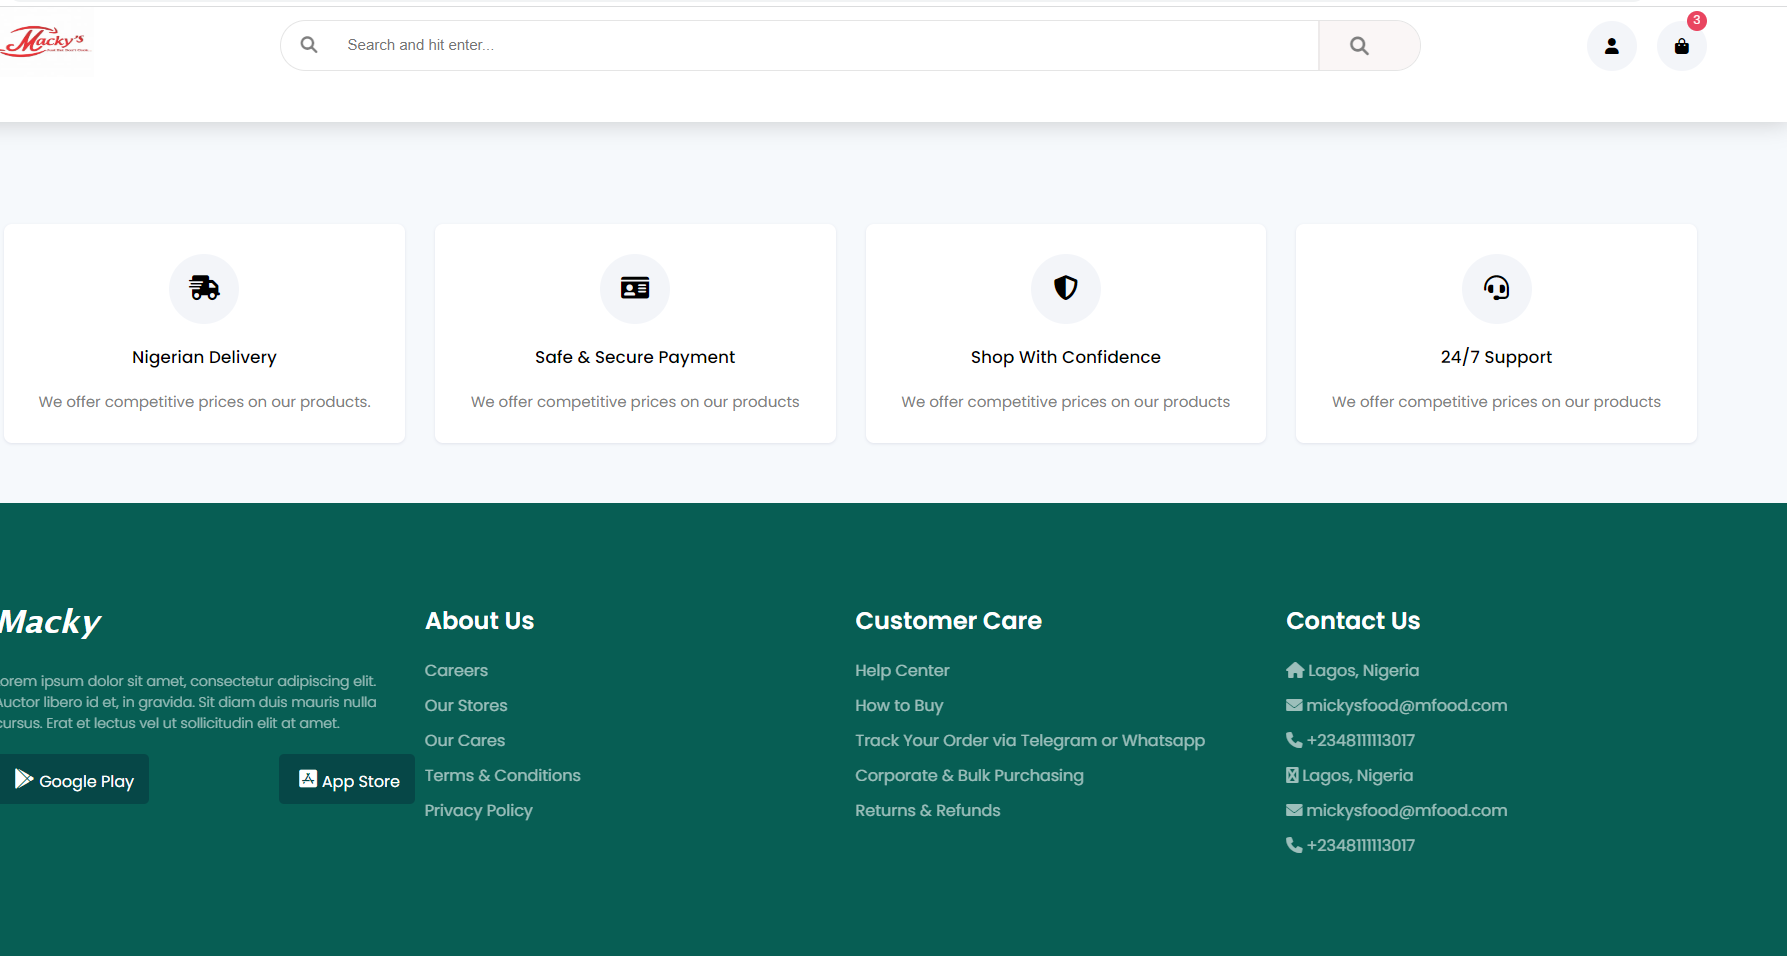 Macky's
3
Search and hit enter...
Nigerian Delivery
We offer competitive prices on our products.
Safe & Secure Payment
We offer competitive prices on our products
Shop With Confidence
We offer competitive prices on our products
24/7 Support
We offer competitive prices on our products
Macky
orem ipsum dolor sit amet, consectetur adipiscing elit.
Auctor libero id et, in gravida. Sit diam duis mauris nulla
cursus. Erat et lectus vel ut sollicitudin elit at amet.
Google Play
App Store
About Us
Careers
Our Stores
Our Cares
Terms & Conditions
Privacy Policy
Customer Care
Help Center
How to Buy
Track Your Order via Telegram or Whatsapp
Corporate & Bulk Purchasing
Returns & Refunds
Contact Us
Lagos, Nigeria
mickysfood@mfood.com
+2348111113017
Lagos, Nigeria
mickysfood@mfood.com
+2348111113017